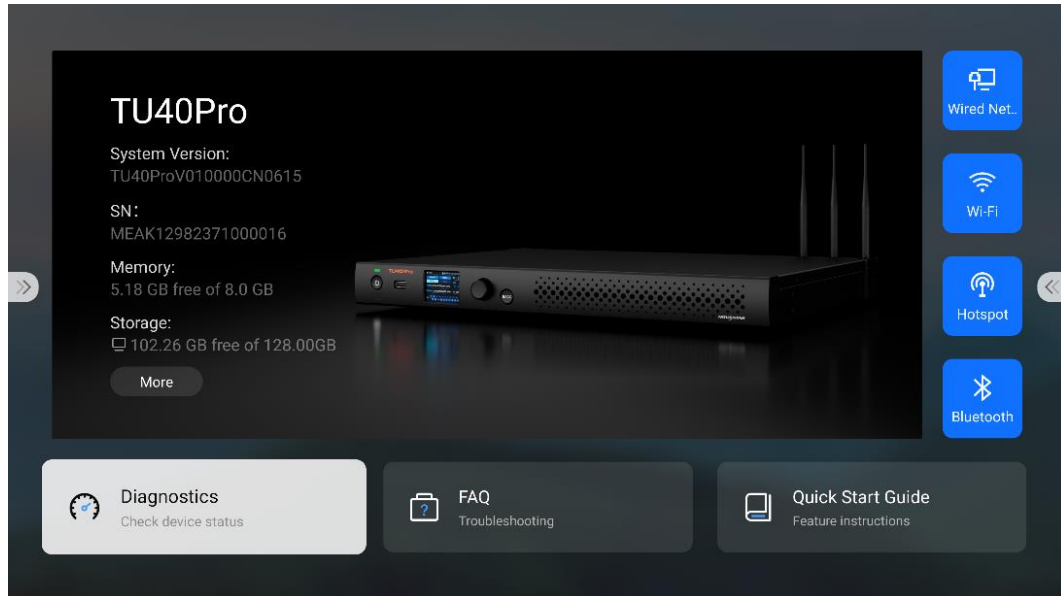 TU40Pro
System Version:
TU40ProV010000CN0615
SN：
MEAK12982371000016
Memory:
5.18 GB free of 8.0 GB
Storage:
102.26 GB free of 128.00GB
More
Wired Net..
Wi-Fi
Hotspot
Bluetooth
Diagnostics
Check device status
FAQ
Troubleshooting
Quick Start Guide
Feature instructions